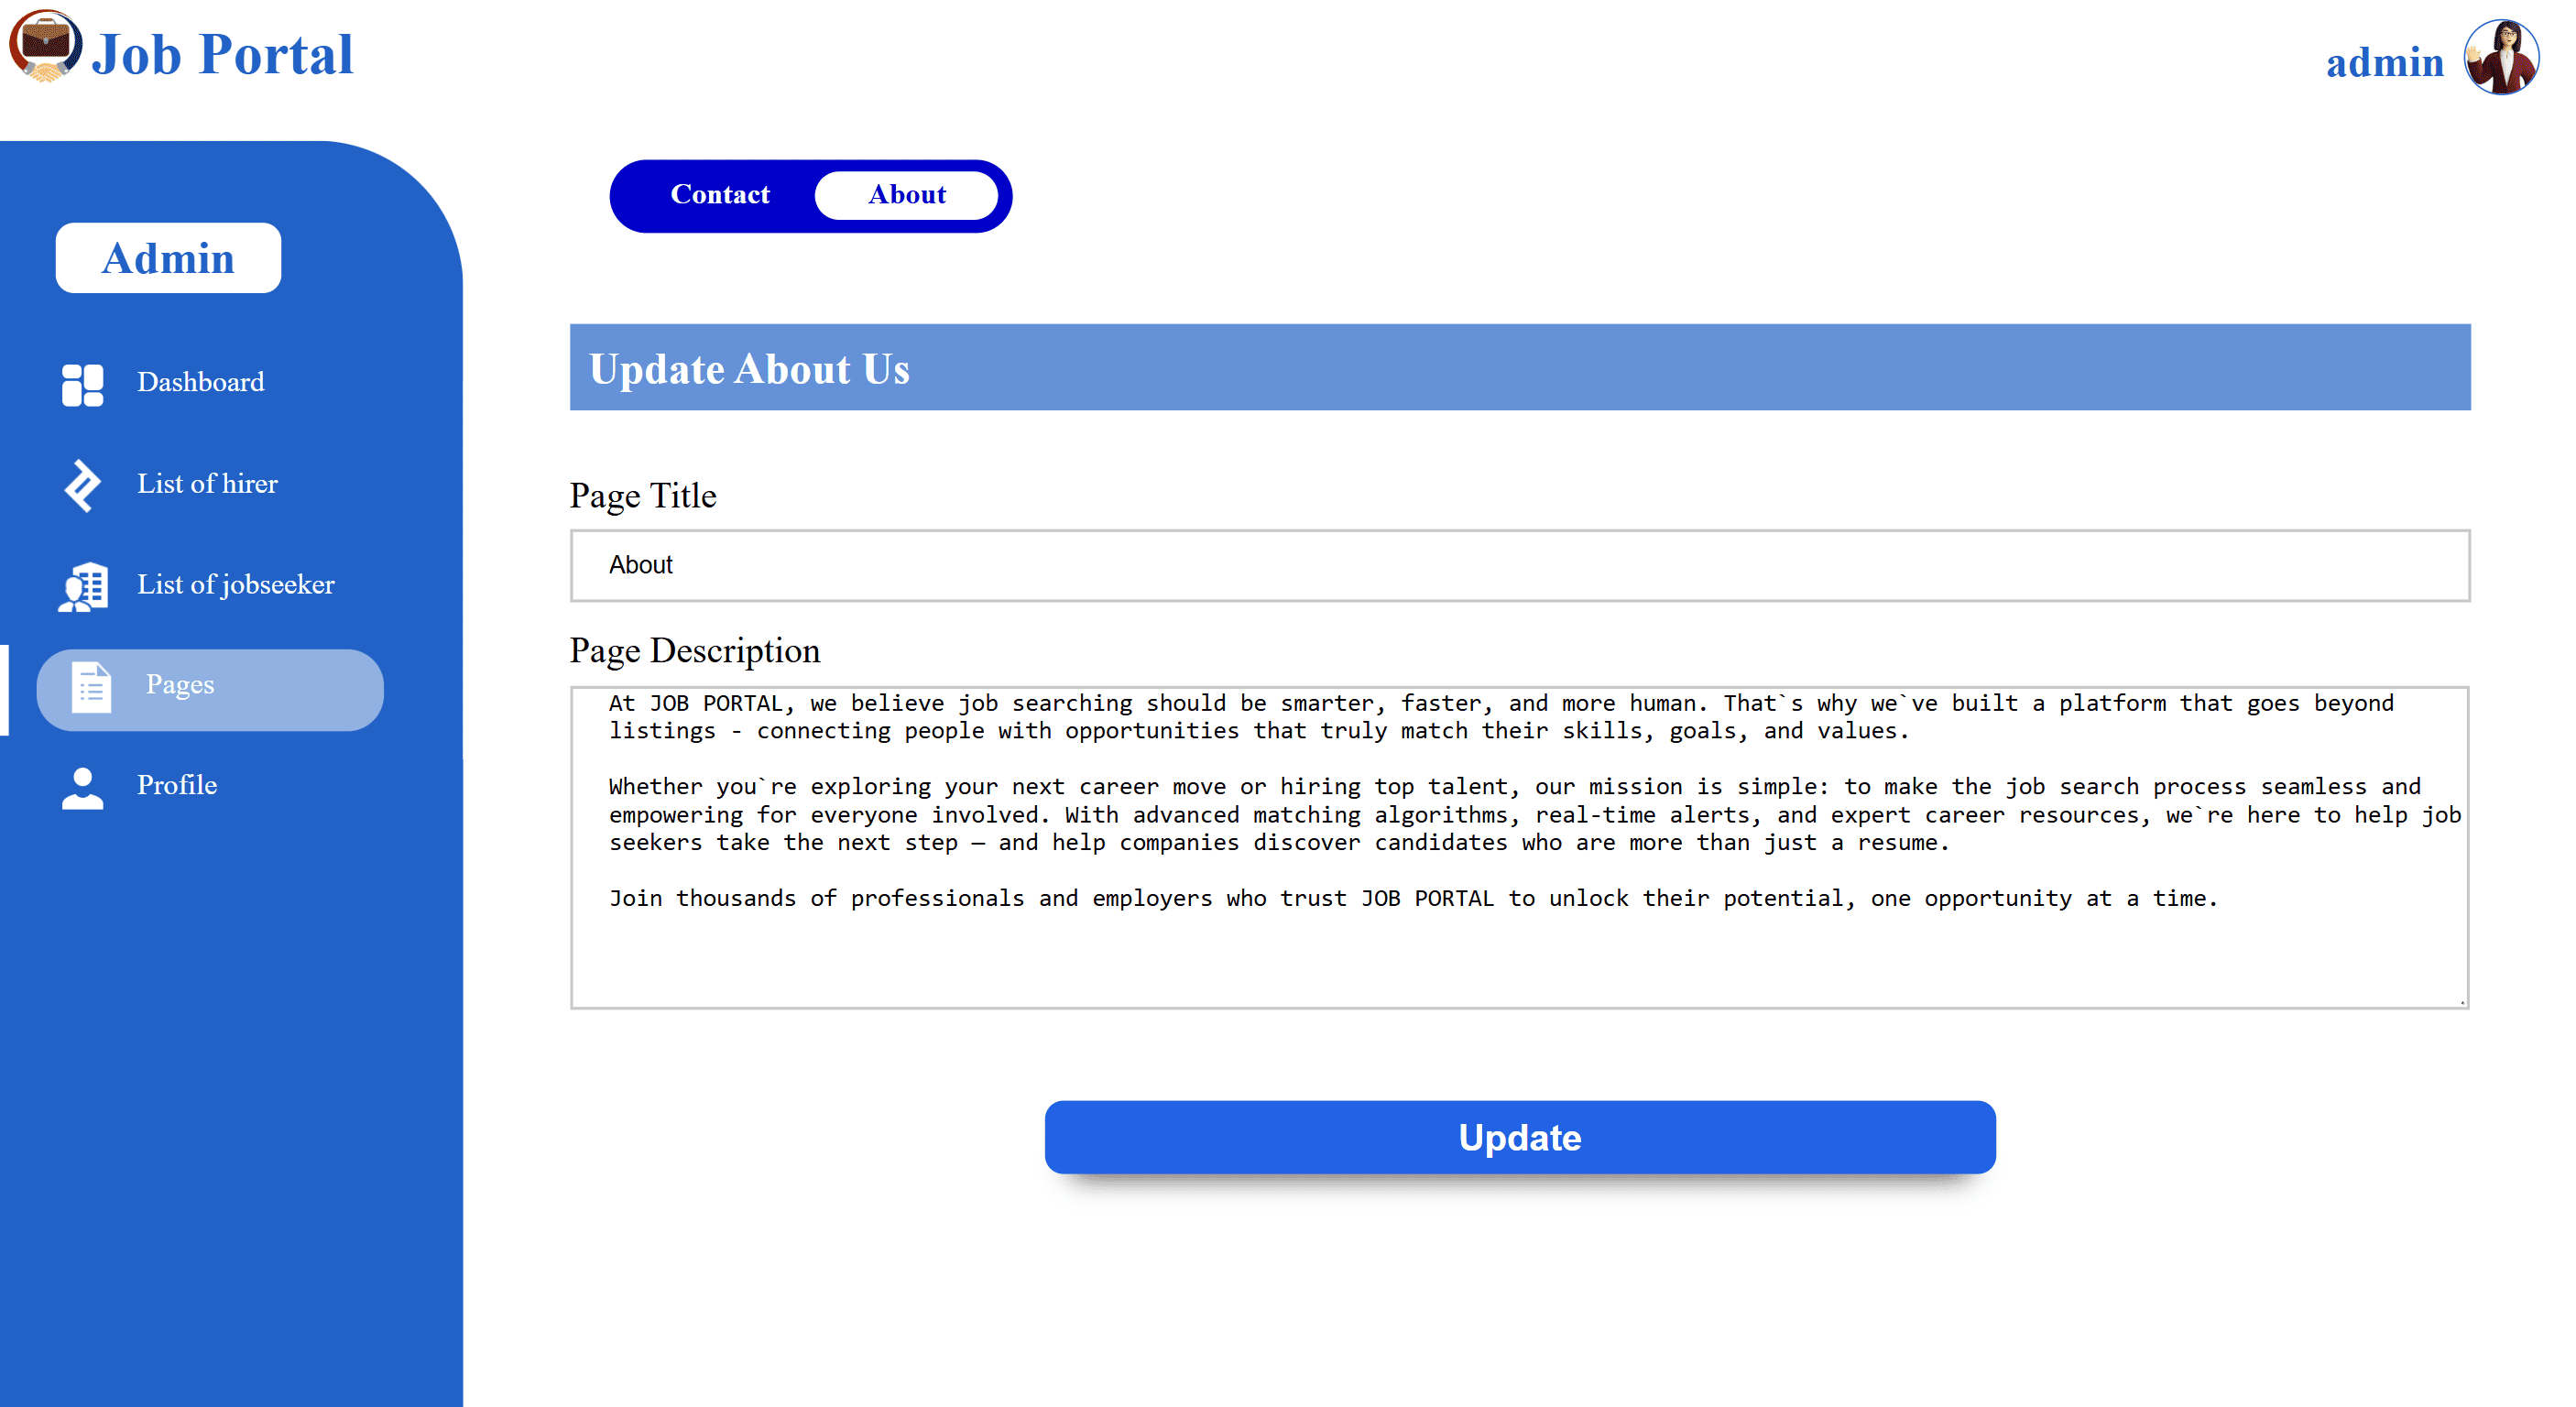 Job Portal
admin
Contact
About
Admin
Dashboard
List of hirer
List of jobseeker
Pages
Profile
Update About Us
Page Title
About
Page Description
At JOB PORTAL, we believe job searching should be smarter, faster, and more human. That`s why we`ve built a platform that goes beyond
listings - connecting people with opportunities that truly match their skills, goals, and values.
Whether you`re exploring your next career move or hiring top talent, our mission is simple: to make the job search process seamless and
empowering for everyone involved. With advanced matching algorithms, real-time alerts, and expert career resources, we`re here to help job
seekers take the next step — and help companies discover candidates who are more than just a resume.
Join thousands of professionals and employers who trust JOB PORTAL to unlock their potential, one opportunity at a time.
Update